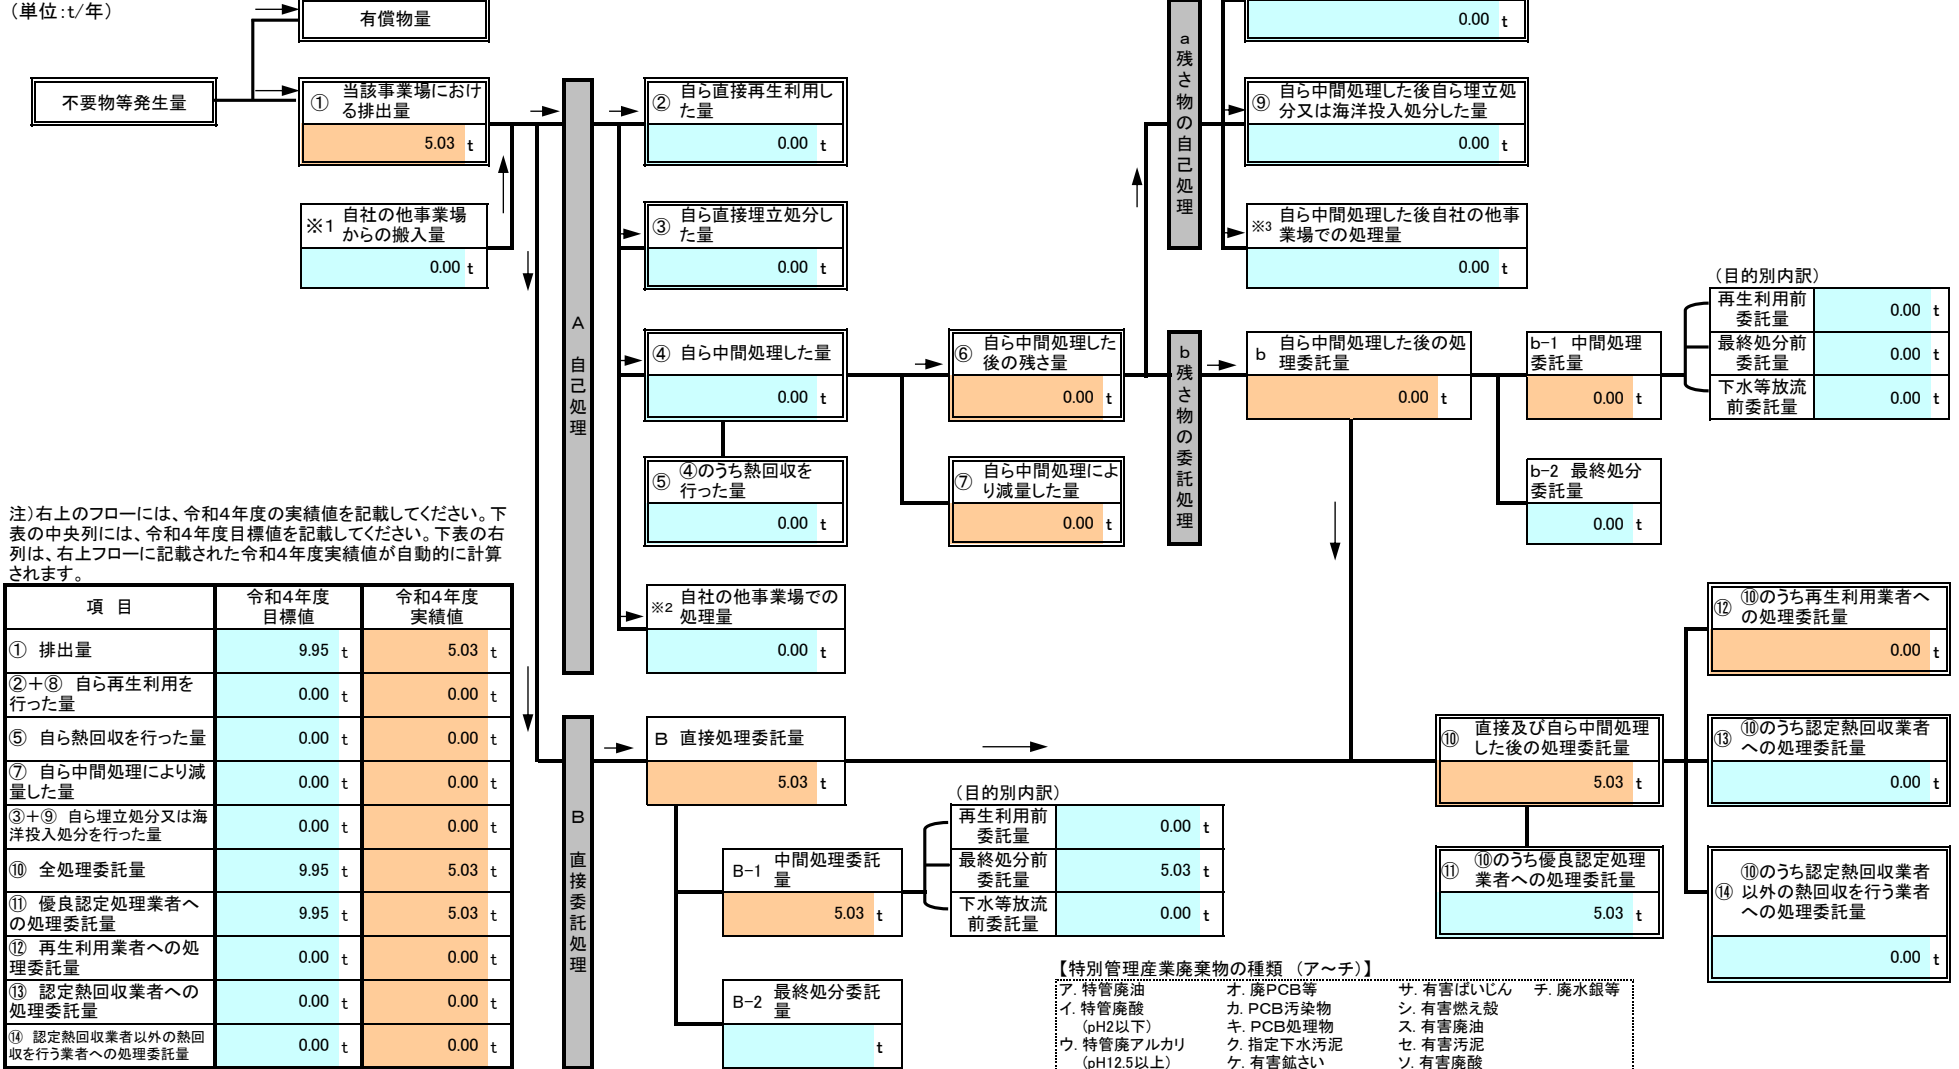 （単位：t/年）
有償物量
0.00 t
不要物等発生量
① 当該事業場におけ
る排出量
5.03 t
※1 自社の他事業場
からの搬入量
0.00 t
A 自己処理
② 自ら直接再生利用し
た量
0.00 t
③ 自ら直接埋立処分し
た量
0.00 t
④ 自ら中間処理した量
0.00 t
⑤ ④のうち熱回収を
行った量
0.00 t
※2 自社の他事業場での
処理量
0.00 t
⑥ 自ら中間処理した
後の残さ量
0.00 t
⑦ 自ら中間処理によ
り減量した量
0.00 t
a 残さ物の自己処理
⑨ 自ら中間処理した後自ら埋立処
分又は海洋投入処分した量
0.00 t
※3 自ら中間処理した後自社の他事
業場での処理量
0.00 t
b 残さ物の委託処理
b 自ら中間処理した後の処
理委託量
0.00 t
b-1 中間処理
委託量
0.00 t
b-2 最終処分
委託量
0.00 t
（目的別内訳）
再生利用前
委託量 0.00 t
最終処分前
委託量 0.00 t
下水等放流
前委託量 0.00 t
注）右上のフローには、令和4年度の実績値を記載してください。下
表の中央列には、令和4年度目標値を記載してください。下表の右
列は、右上フローに記載された令和4年度実績値が自動的に計算
されます。
項 目 令和4年度
目標値 令和4年度
実績値
① 排出量 9.95 t 5.03 t
②＋⑧ 自ら再生利用を
行った量 0.00 t 0.00 t
⑤ 自ら熱回収を行った量 0.00 t 0.00 t
⑦ 自ら中間処理により減
量した量 0.00 t 0.00 t
③＋⑨ 自ら埋立処分又は海
洋投入処分を行った量 0.00 t 0.00 t
⑩ 全処理委託量 9.95 t 5.03 t
⑪ 優良認定処理業者へ
の処理委託量 9.95 t 5.03 t
⑫ 再生利用業者への処
理委託量 0.00 t 0.00 t
⑬ 認定熱回収業者への
処理委託量 0.00 t 0.00 t
⑭ 認定熱回収業者以外の熱回
収を行う業者への処理委託量 0.00 t 0.00 t
B 直接委託処理
B 直接処理委託量
5.03 t
B-1 中間処理委託
量
5.03 t
B-2 最終処分委託
量
t
（目的別内訳）
再生利用前
委託量 0.00 t
最終処分前
委託量 5.03 t
下水等放流
前委託量 0.00 t
⑩ 直接及び自ら中間処理
した後の処理委託量
5.03 t
⑪ ⑩のうち優良認定処理
業者への処理委託量
5.03 t
⑫ ⑩のうち再生利用業者へ
の処理委託量
0.00 t
⑬ ⑩のうち認定熱回収業者
への処理委託量
0.00 t
⑭ ⑩のうち認定熱回収業者
以外の熱回収を行う業者
への処理委託量
0.00 t
【特別管理産業廃棄物の種類 （ア～チ）】
ア. 特管廃油 オ. 廃PCB等 サ. 有害ばいじん チ. 廃水銀等
イ. 特管廃酸 カ. PCB汚染物 シ. 有害燃え殻
（pH2以下） キ. PCB処理物 ス. 有害廃油
ウ. 特管廃アルカリ ク. 指定下水汚泥 セ. 有害汚泥
（pH12.5以上） ケ. 有害鉱さい ソ. 有害廃酸